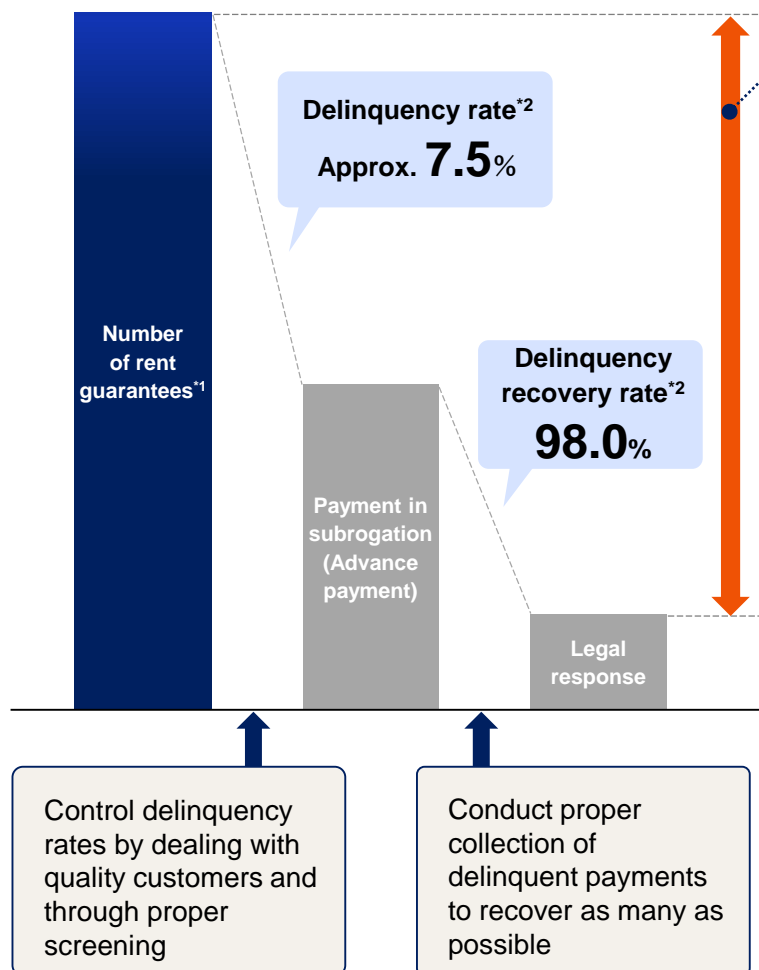 Delinquency rate*2
Approx. 7.5%
Number
of rent
guarantees*1
Delinquency
recovery rate*2
98.0%
Payment in
subrogation
(Advance
payment)
Legal
response
Control delinquency
rates by dealing with
quality customers and
through proper
screening
Conduct proper
collection of
delinquent payments
to recover as many as
possible